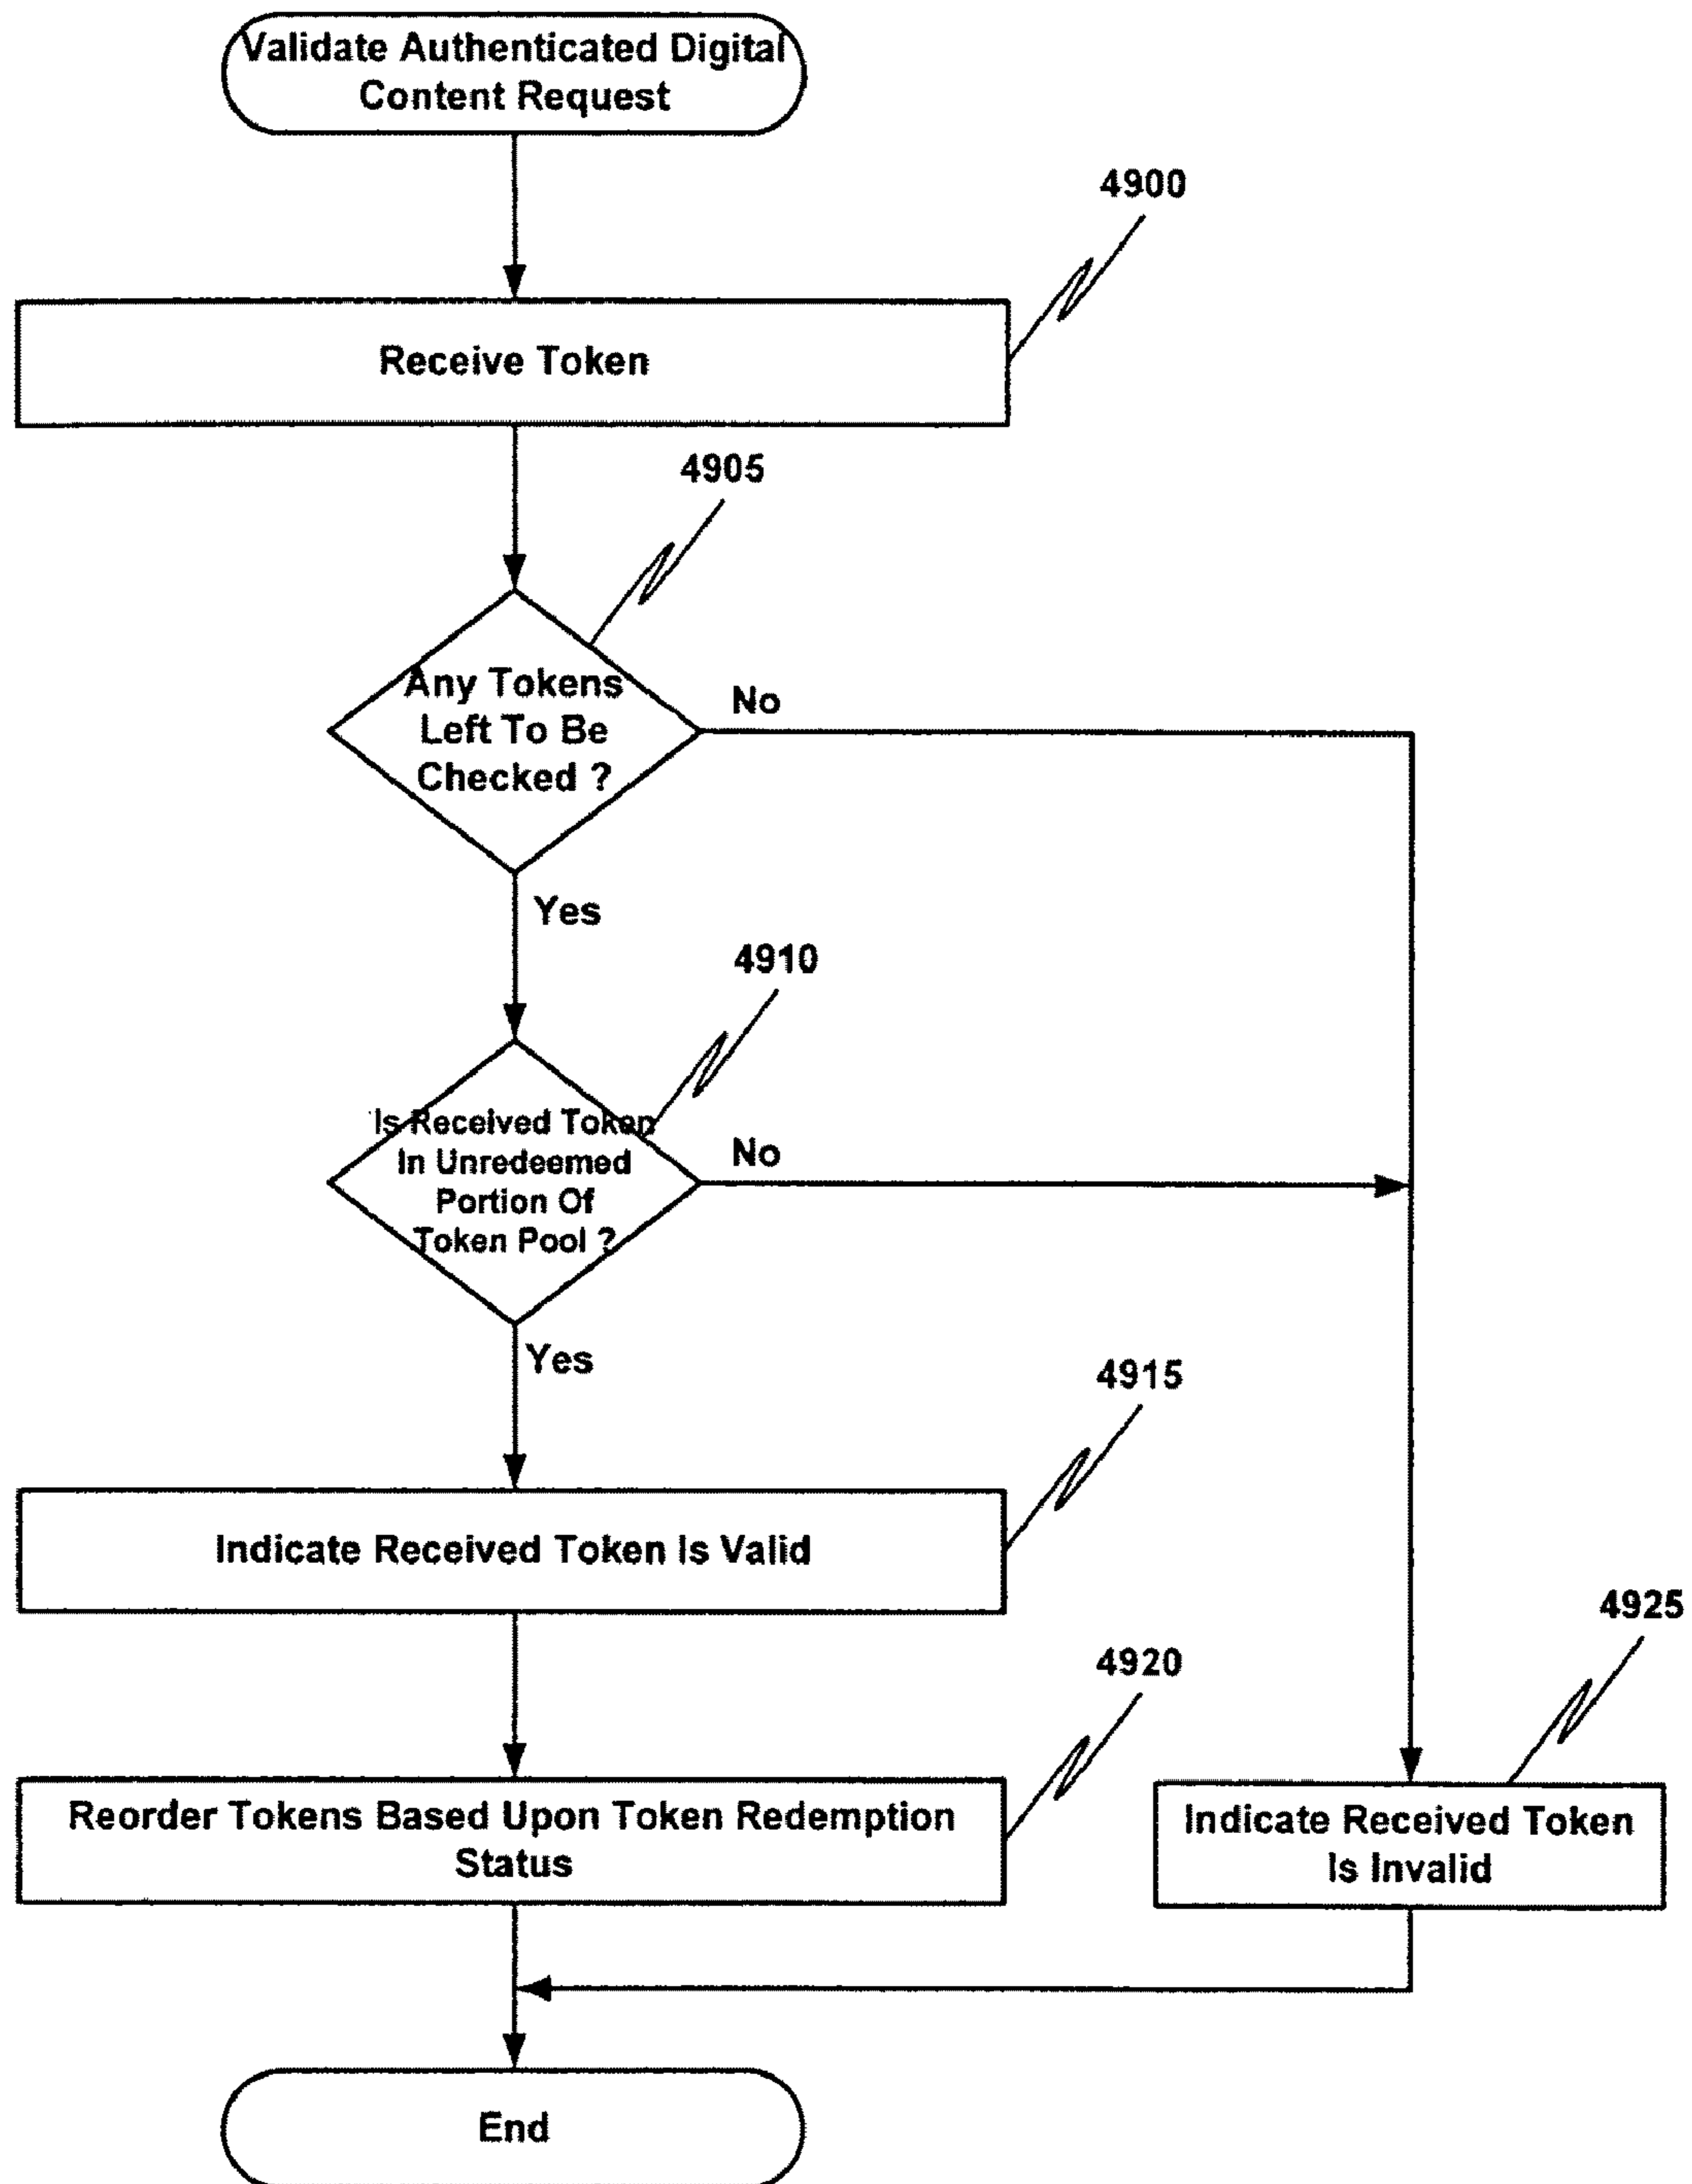 Validate Authenticated Digital
Content Request
4900
Receive Token
4905
Any Tokens
Left To Be
Checked ?
No
Yes
4910
Is Received Token
In Unredeemed
Portion Of
Token Pool ?
No
Yes
4915
Indicate Received Token Is Valid
4920
Reorder Tokens Based Upon Token Redemption
Status
4925
Indicate Received Token
Is Invalid
End